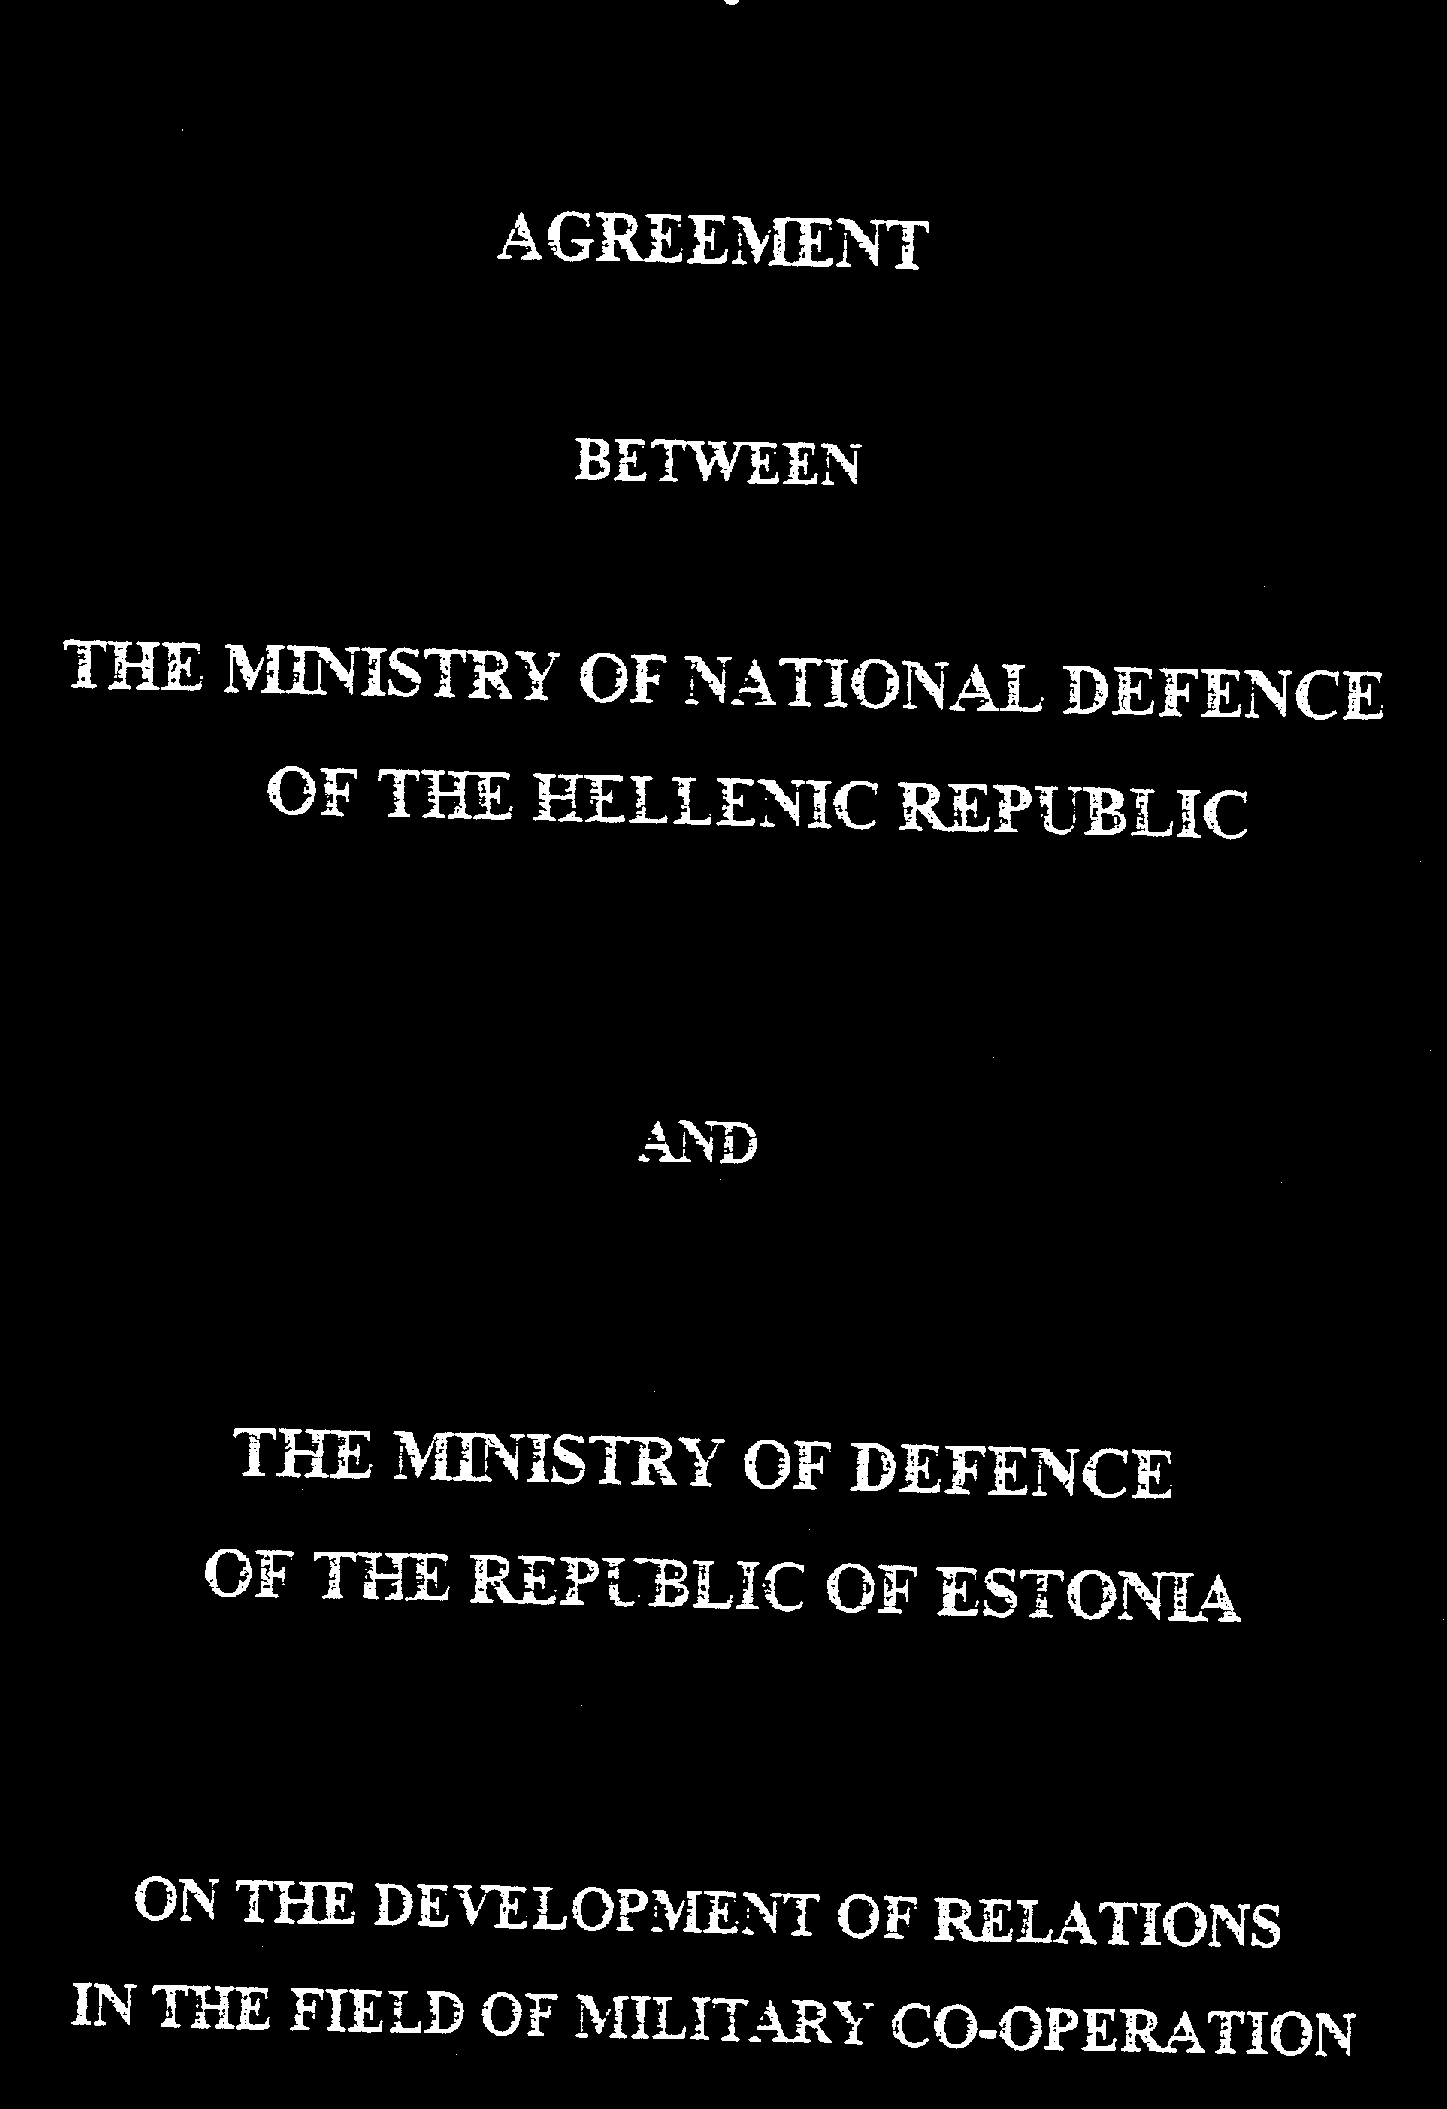 AGREEMENT
BETWEEN
THE MINISTRY OF NATIONAL DEFENCE
OF THE HELLENIC REPUBLIC
AND
THE MINISTRY OF DEFENCE
OF THE REPUBLIC OF ESTONIA
ON THE DEVELOPMENT OF RELATIONS
IN THE FIELD OF MILITARY CO-OPERATION